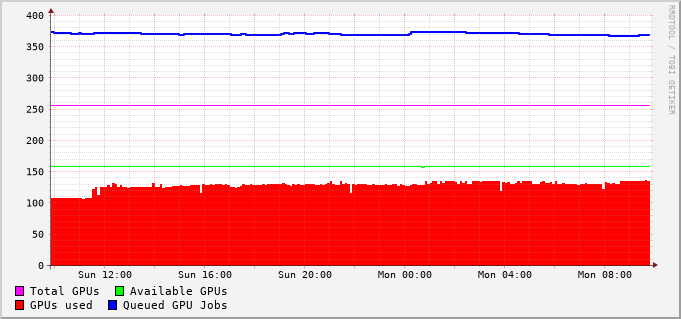 400
350
300
250
200
150
100
50
0
Sun 12:00 Sun 16:00 Sun 20:00 Mon 00:00 Mon 04:00 Mon 08:00
Total GPUs Available GPUs
GPUs used Queued GPU Jobs
RRDTOOL / TOBI OETIKER